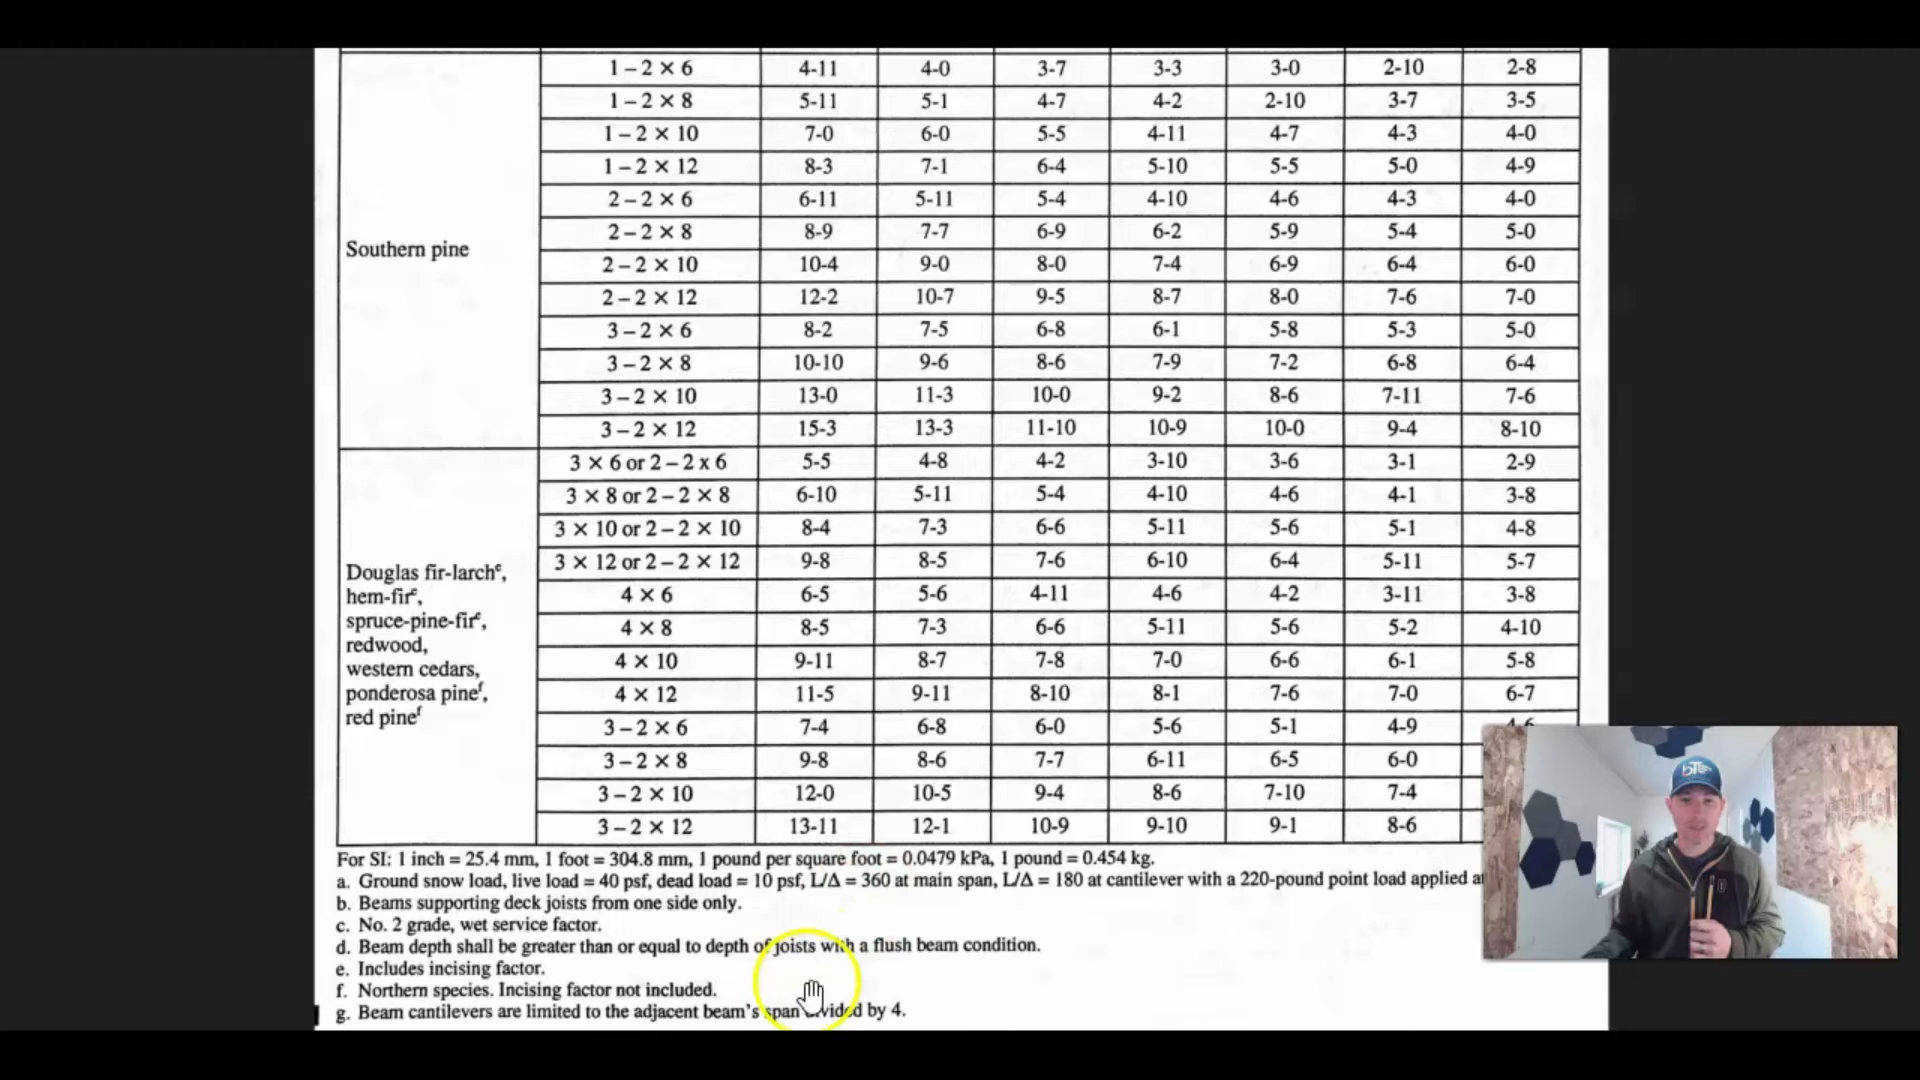 1 – 2 × 6 4-11 4-0 3-7 3-3 3-0 2-10 2-8
1 – 2 × 8 5-11 5-1 4-7 4-2 2-10 3-7 3-5
1 – 2 × 10 7-0 6-0 5-5 4-11 4-7 4-3 4-0
1 – 2 × 12 8-3 7-1 6-4 5-10 5-5 5-0 4-9
2 – 2 × 6 6-11 5-11 5-4 4-10 4-6 4-3 4-0
2 – 2 × 8 8-9 7-7 6-9 6-2 5-9 5-4 5-0
Southern pine
2 – 2 × 10 10-4 9-0 8-0 7-4 6-9 6-4 6-0
2 – 2 × 12 12-2 10-7 9-5 8-7 8-0 7-6 7-0
3 – 2 × 6 8-2 7-5 6-8 6-1 5-8 5-3 5-0
3 – 2 × 8 10-10 9-6 8-6 7-9 7-2 6-8 6-4
3 – 2 × 10 13-0 11-3 10-0 9-2 8-6 7-11 7-6
3 – 2 × 12 15-3 13-3 11-10 10-9 10-0 9-4 8-10
3 × 6 or 2 – 2 x 6 5-5 4-8 4-2 3-10 3-6 3-1 2-9
3 × 8 or 2 – 2 × 8 6-10 5-11 5-4 4-10 4-6 4-1 3-8
3 × 10 or 2 – 2 × 10 8-4 7-3 6-6 5-11 5-6 5-1 4-8
3 × 12 or 2 – 2 × 12 9-8 8-5 7-6 6-10 6-4 5-11 5-7
Douglas fir-larchᵉ,
hem-firᵉ,
spruce-pine-firᵉ,
redwood,
western cedars,
ponderosa pineᶠ,
red pineᶠ
4 × 6 6-5 5-6 4-11 4-6 4-2 3-11 3-8
4 × 8 8-5 7-3 6-6 5-11 5-6 5-2 4-10
4 × 10 9-11 8-7 7-8 7-0 6-6 6-1 5-8
4 × 12 11-5 9-11 8-10 8-1 7-6 7-0 6-7
3 – 2 × 6 7-4 6-8 6-0 5-6 5-1 4-9
3 – 2 × 8 9-8 8-6 7-7 6-11 6-5 6-0
3 – 2 × 10 12-0 10-5 9-4 8-6 7-10 7-4
3 – 2 × 12 13-11 12-1 10-9 9-10 9-1 8-6
For SI: 1 inch = 25.4 mm, 1 foot = 304.8 mm, 1 pound per square foot = 0.0479 kPa, 1 pound = 0.454 kg.
a. Ground snow load, live load = 40 psf, dead load = 10 psf, L/Δ = 360 at main span, L/Δ = 180 at cantilever with a 220-pound point load applied
b. Beams supporting deck joists from one side only.
c. No. 2 grade, wet service factor.
d. Beam depth shall be greater than or equal to depth of joists with a flush beam condition.
e. Includes incising factor.
f. Northern species. Incising factor not included.
g. Beam cantilevers are limited to the adjacent beam's span divided by 4.